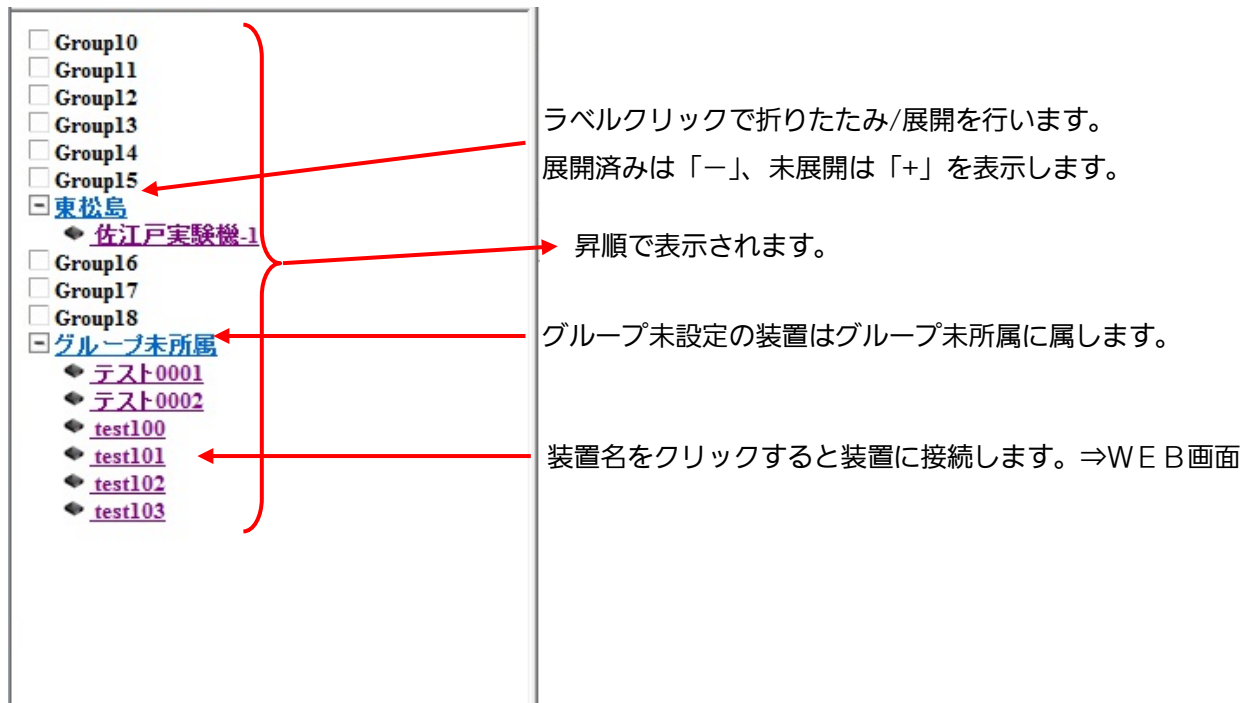 Group10
Group11
Group12
Group13
Group14
Group15
東松島
佐江戸実験機-1
Group16
Group17
Group18
グループ未所属
テスト0001
テスト0002
test100
test101
test102
test103
ラベルクリックで折りたたみ/展開を行います。
展開済みは「－」、未展開は「+」を表示します。
昇順で表示されます。
グループ未設定の装置はグループ未所属に属します。
装置名をクリックすると装置に接続します。⇒ＷＥＢ画面